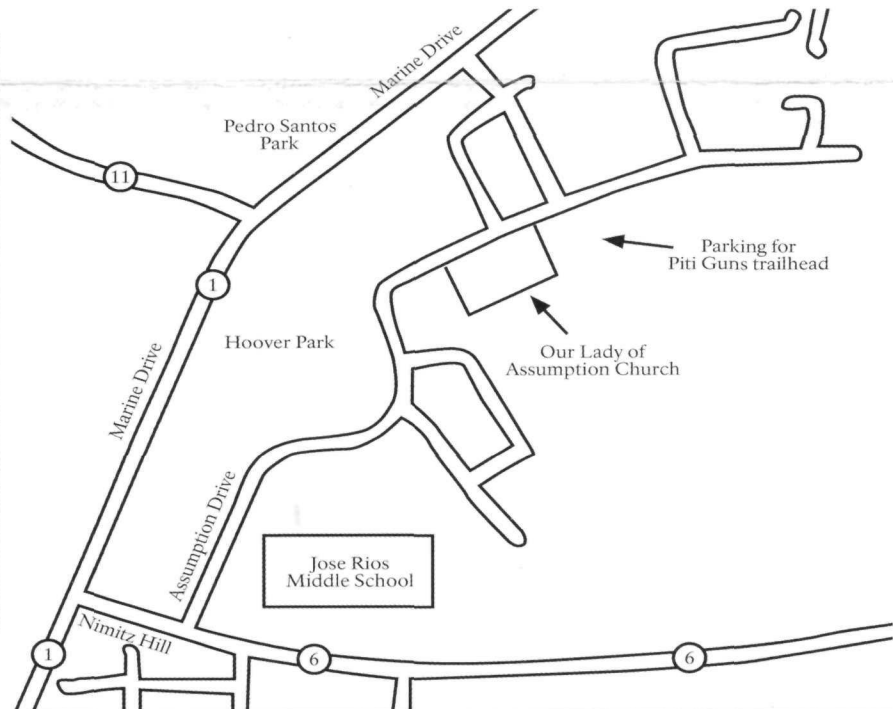 Marine Drive
Pedro Santos
Park
11
1
Parking for
Piti Guns trailhead
Hoover Park
Our Lady of
Assumption Church
Marine Drive
Assumption Drive
Jose Rios
Middle School
Nimitz Hill
1
6
6